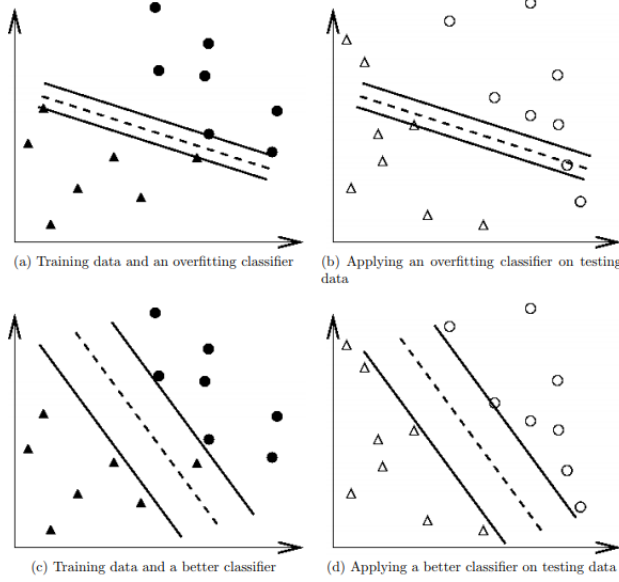 (a) Training data and an overfitting classifier
(b) Applying an overfitting classifier on testing
data
(c) Training data and a better classifier
(d) Applying a better classifier on testing data